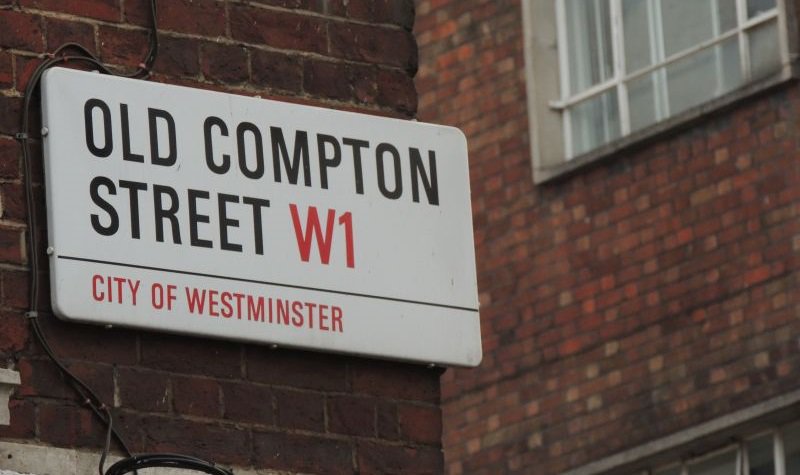 OLD COMPTON
STREET W1
CITY OF WESTMINSTER